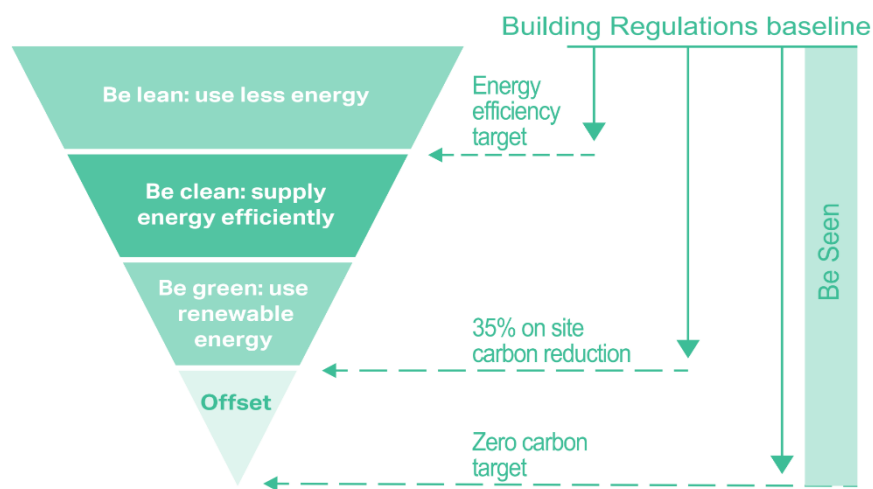 Building Regulations baseline
Be lean: use less energy
Energy
efficiency
target
Be clean: supply
energy efficiently
Be green: use
renewable
energy
35% on site
carbon reduction
Offset
Zero carbon
target
Be Seen